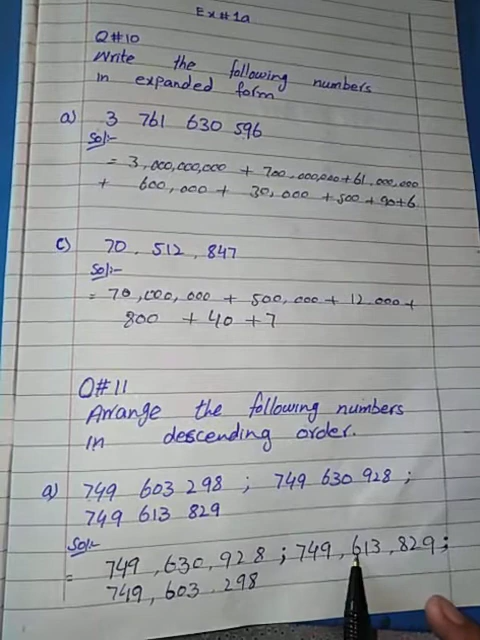 Ex#1a
Q#10
Write the following numbers
in expanded form
a) 3 761 630 596
Sol:-
= 3,000,000,000 + 700,000,000+61,000,000
+ 600,000 + 30,000 +500 +90+6
c) 70,512,847
Sol:-
= 70,000,000 + 500,000 + 12,000+
800 + 40 +7
Q#11
Arrange the following numbers
in descending order.
a) 749 603 298 ; 749 630 928 ;
749 613 829
Sol:-
= 749,630,928 ; 749,613,829;
749,603,298